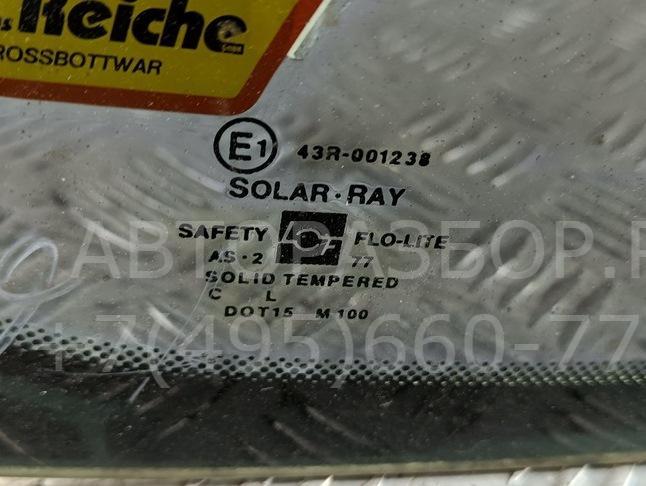 Reiche
GmbH
ROSSBOTTWAR
E1 43R-001238
SOLAR·RAY
SAFETY FLO-LITE
AS-2 77
SOLID TEMPERED
C L
DOT15 M100
АВТОРАЗБОР.Р
+7(495)660-77